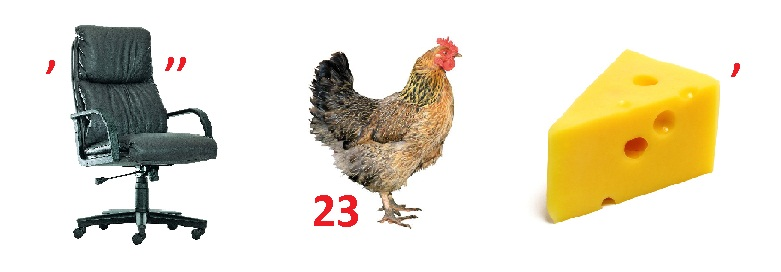 , ,, ,
23